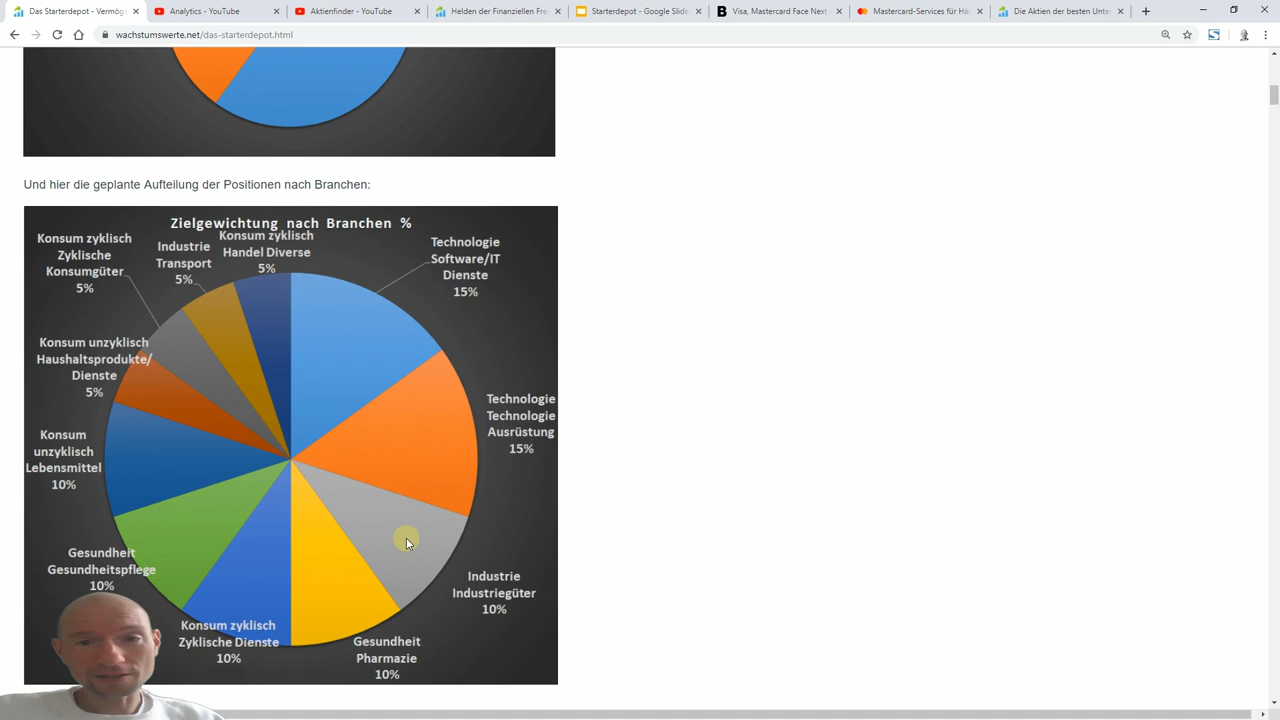 Das Starterdepot - Vermög
Analytics - YouTube
Aktienfinder - YouTube
Helden der Finanziellen Fre
Starterdepot - Google Slide
Visa, Mastercard Face Next
Mastercard-Services für Hä
Die Aktien der besten Unte
wachstumswerte.net/das-starterdepot.html
Und hier die geplante Aufteilung der Positionen nach Branchen:
Zielgewichtung nach Branchen %
Konsum zyklisch
Zyklische
Konsumgüter
5%
Industrie
Transport
5%
Konsum zyklisch
Handel Diverse
5%
Technologie
Software/IT
Dienste
15%
Konsum unzyklisch
Haushaltsprodukte/
Dienste
5%
Technologie
Technologie
Ausrüstung
15%
Konsum
unzyklisch
Lebensmittel
10%
Gesundheit
Gesundheitspflege
10%
Industrie
Industriegüter
10%
Konsum zyklisch
Zyklische Dienste
10%
Gesundheit
Pharmazie
10%